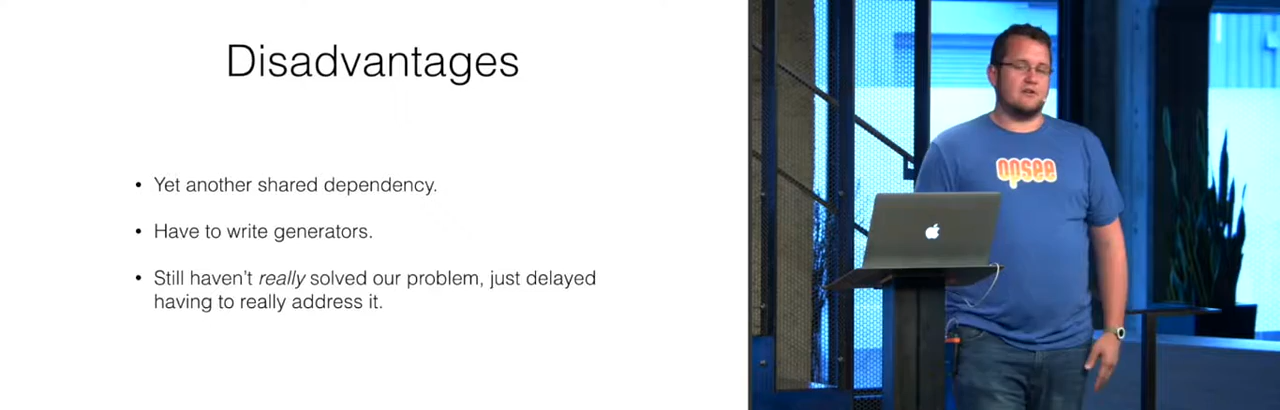 Disadvantages
• Yet another shared dependency.
• Have to write generators.
• Still haven't really solved our problem, just delayed
having to really address it.
opsee